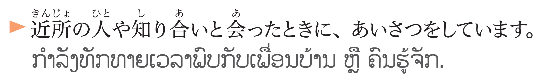 近所の人や知り合いと会ったときに、あいさつをしています。
ກຳລັງທັກທາຍເວລາພົບກັບເພື່ອນບ້ານ ຫຼື ຄົນຮູ້ຈັກ.